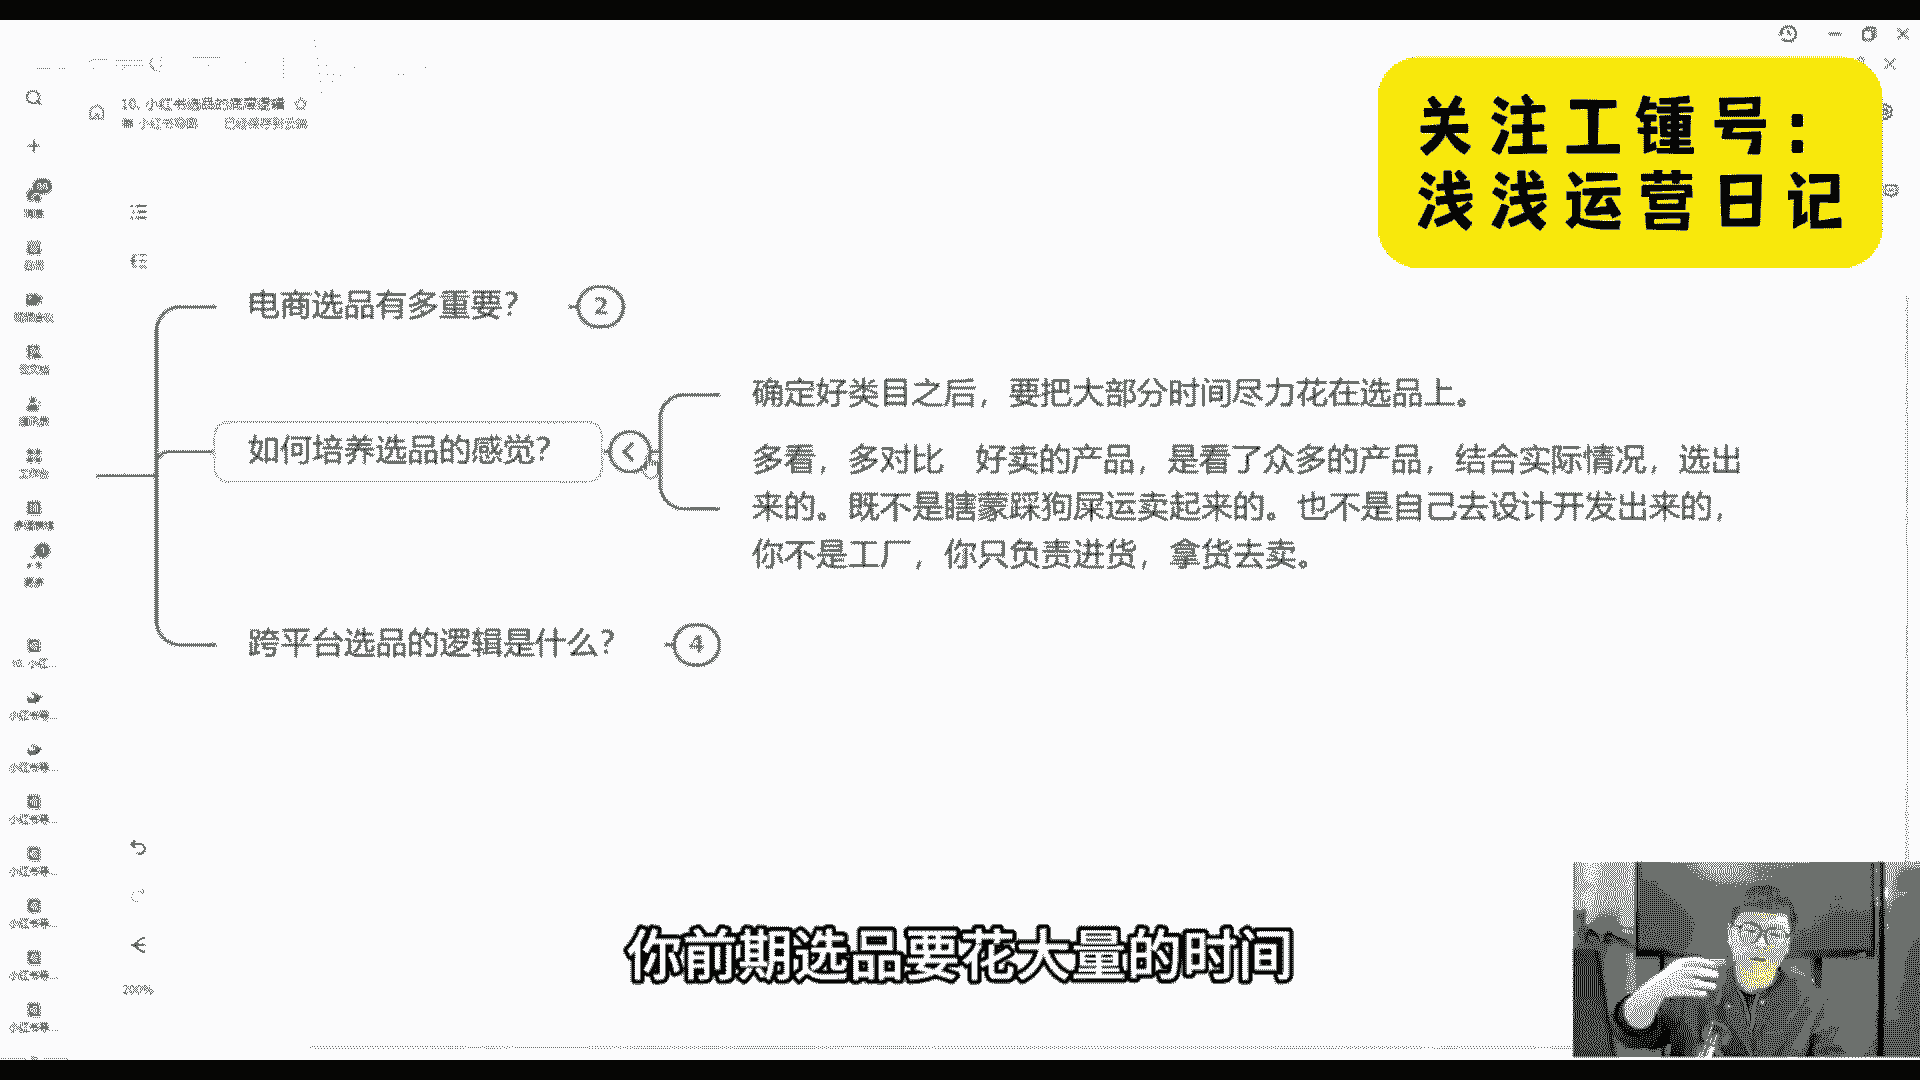 关注工锺号：
浅浅运营日记
10. 小红书选品的底层逻辑
电商选品有多重要？
2
确定好类目之后，要把大部分时间尽力花在选品上。
如何培养选品的感觉？
多看，多对比 好卖的产品，是看了众多的产品，结合实际情况，选出
来的。既不是瞎蒙踩狗屎运卖起来的。也不是自己去设计开发出来的，
你不是工厂，你只负责进货，拿货去卖。
跨平台选品的逻辑是什么？
4
200%
你前期选品要花大量的时间